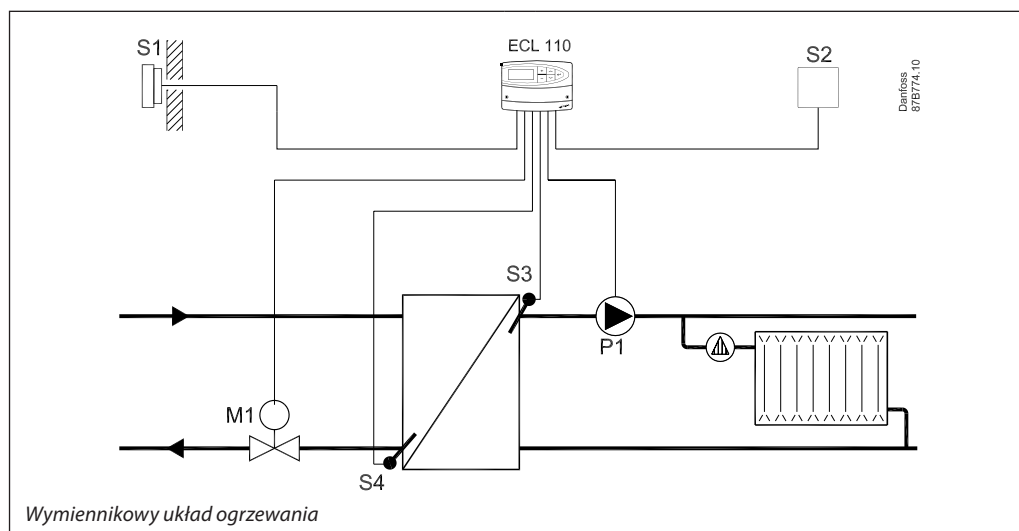 S1
ECL 110
S2
Danfoss
87B774.10
S3
P1
M1
S4
Wymiennikowy układ ogrzewania